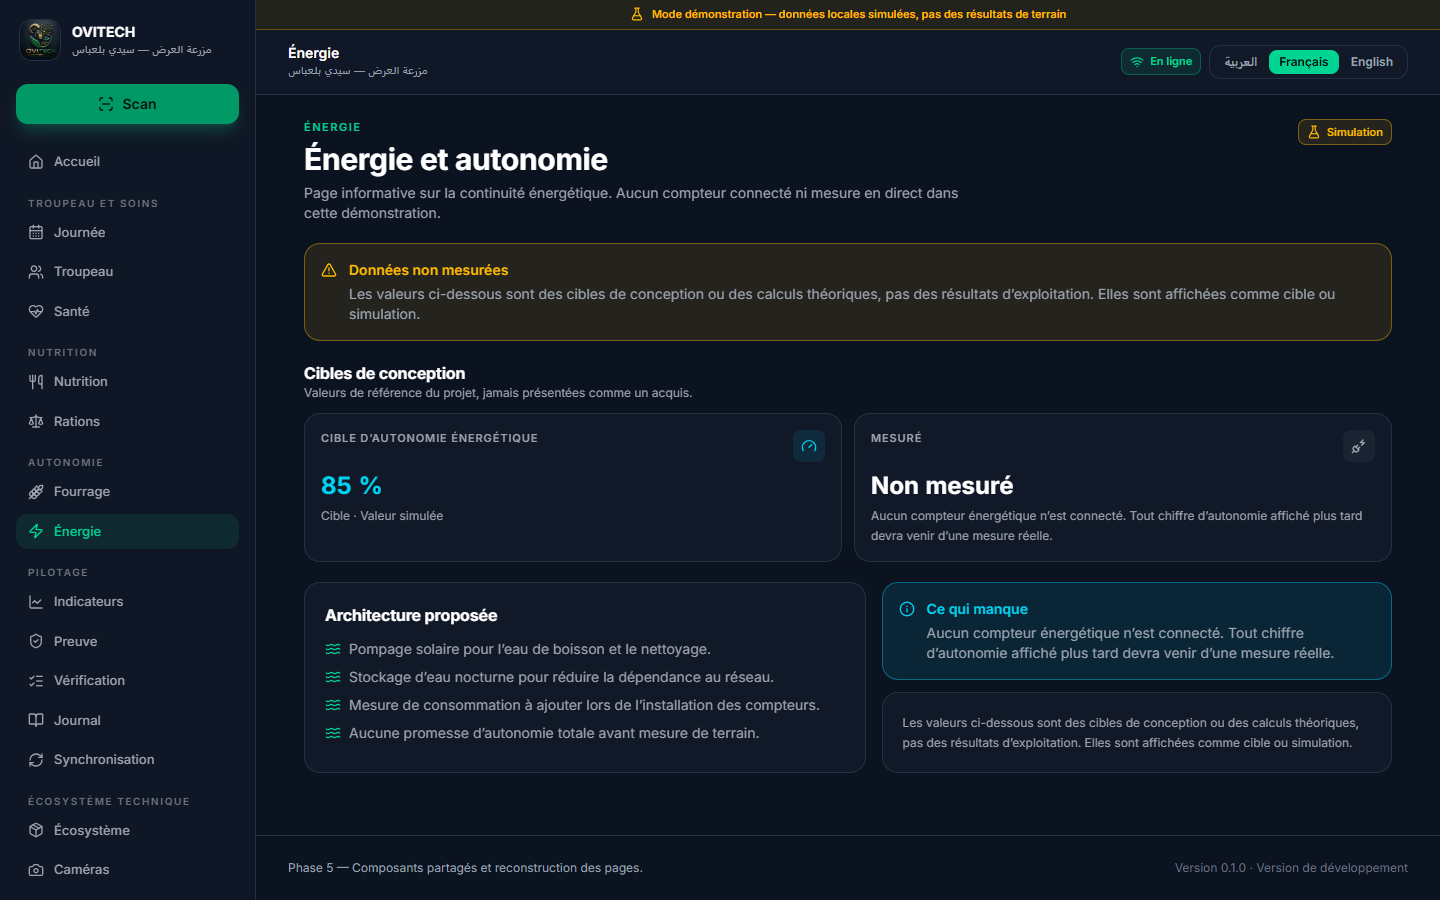 OVITECH
مزرعة العرض — سيدي بلعباس
Scan
Accueil
TROUPEAU ET SOINS
Journée
Troupeau
Santé
NUTRITION
Nutrition
Rations
AUTONOMIE
Fourrage
Énergie
PILOTAGE
Indicateurs
Preuve
Vérification
Journal
Synchronisation
ÉCOSYSTÈME TECHNIQUE
Écosystème
Caméras
Mode démonstration — données locales simulées, pas des résultats de terrain
Énergie
مزرعة العرض — سيدي بلعباس
En ligne
العربية
Français
English
ÉNERGIE
Énergie et autonomie
Page informative sur la continuité énergétique. Aucun compteur connecté ni mesure en direct dans
cette démonstration.
Simulation
Données non mesurées
Les valeurs ci-dessous sont des cibles de conception ou des calculs théoriques, pas des résultats d’exploitation. Elles sont affichées comme cible ou
simulation.
Cibles de conception
Valeurs de référence du projet, jamais présentées comme un acquis.
CIBLE D’AUTONOMIE ÉNERGÉTIQUE
85 %
Cible · Valeur simulée
MESURÉ
Non mesuré
Aucun compteur énergétique n’est connecté. Tout chiffre d’autonomie affiché plus tard
devra venir d’une mesure réelle.
Architecture proposée
Pompage solaire pour l’eau de boisson et le nettoyage.
Stockage d’eau nocturne pour réduire la dépendance au réseau.
Mesure de consommation à ajouter lors de l’installation des compteurs.
Aucune promesse d’autonomie totale avant mesure de terrain.
Ce qui manque
Aucun compteur énergétique n’est connecté. Tout chiffre
d’autonomie affiché plus tard devra venir d’une mesure réelle.
Les valeurs ci-dessous sont des cibles de conception ou des calculs théoriques,
pas des résultats d’exploitation. Elles sont affichées comme cible ou simulation.
Phase 5 — Composants partagés et reconstruction des pages.
Version 0.1.0 · Version de développement